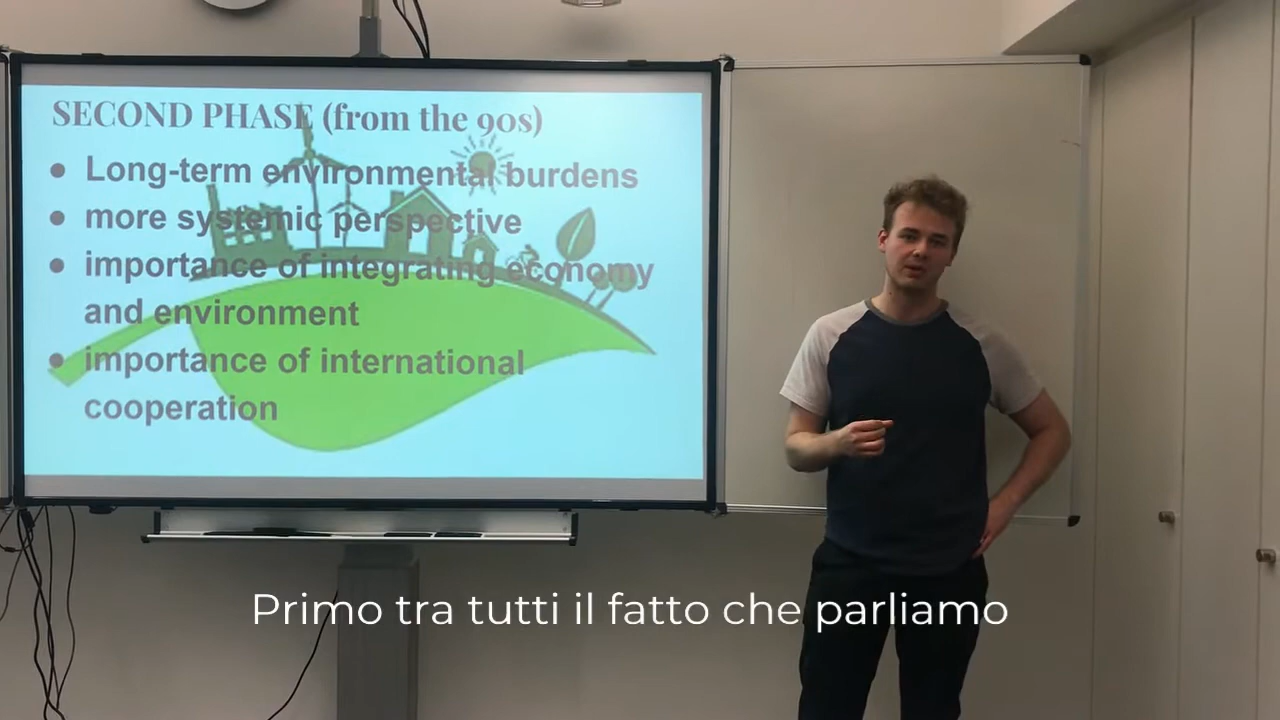 SECOND PHASE (from the 90s)
● Long-term environmental burdens
● more systemic perspective
● importance of integrating economy
and environment
● importance of international
cooperation
Primo tra tutti il fatto che parliamo